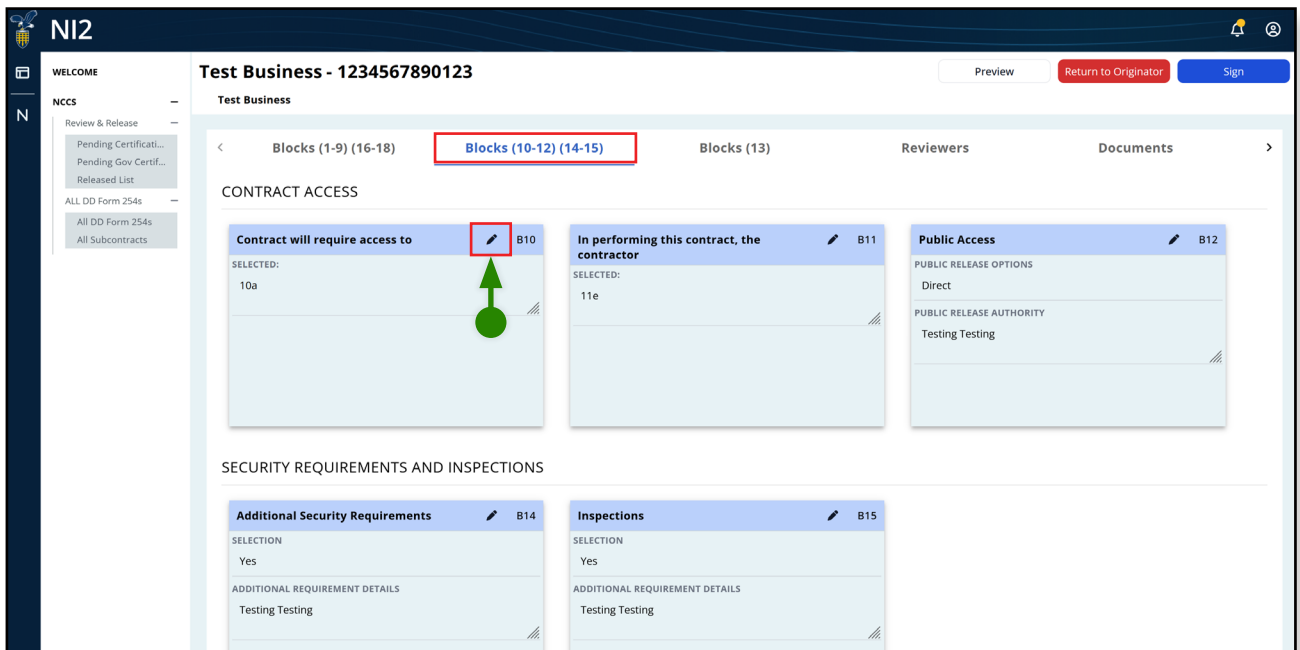 NI2
WELCOME
NCCS
Review & Release
Pending Certificati...
Pending Gov Certif...
Released List
ALL DD Form 254s
All DD Form 254s
All Subcontracts
N
Test Business - 1234567890123
Test Business
Preview
Return to Originator
Sign
Blocks (1-9) (16-18)
Blocks (10-12) (14-15)
Blocks (13)
Reviewers
Documents
CONTRACT ACCESS
Contract will require access to
B10
SELECTED:
10a
In performing this contract, the
contractor
B11
SELECTED:
11e
Public Access
B12
PUBLIC RELEASE OPTIONS
Direct
PUBLIC RELEASE AUTHORITY
Testing Testing
SECURITY REQUIREMENTS AND INSPECTIONS
Additional Security Requirements
B14
SELECTION
Yes
ADDITIONAL REQUIREMENT DETAILS
Testing Testing
Inspections
B15
SELECTION
Yes
ADDITIONAL REQUIREMENT DETAILS
Testing Testing